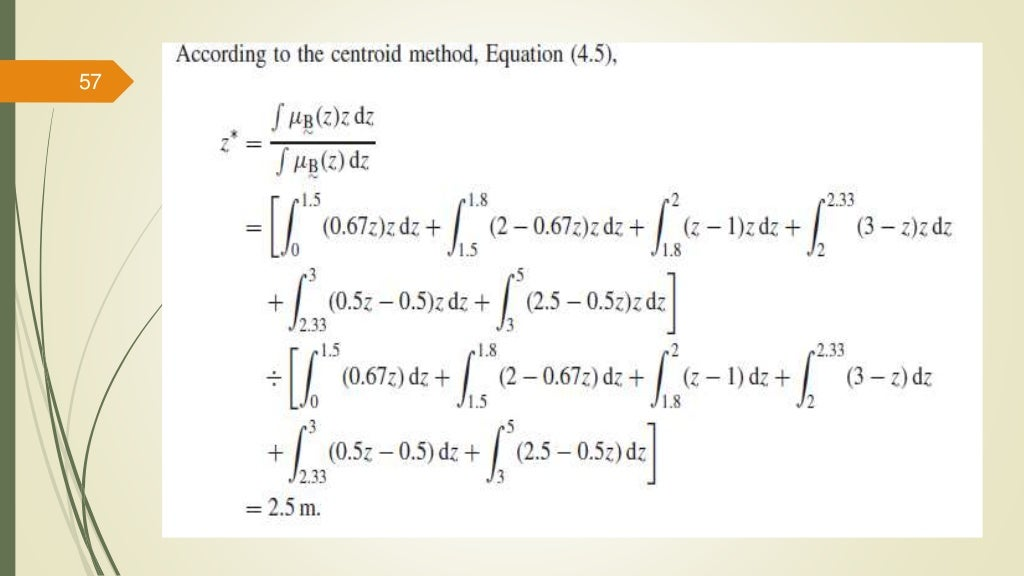 57
According to the centroid method, Equation (4.5),
z* = ∫ μB̰(z)z dz / ∫ μB̰(z) dz
= [∫₀^1.5 (0.67z)z dz + ∫_1.5^1.8 (2 – 0.67z)z dz + ∫_1.8^2 (z – 1)z dz + ∫_2^2.33 (3 – z)z dz
+ ∫_2.33^3 (0.5z – 0.5)z dz + ∫_3^5 (2.5 – 0.5z)z dz]
÷ [∫₀^1.5 (0.67z) dz + ∫_1.5^1.8 (2 – 0.67z) dz + ∫_1.8^2 (z – 1) dz + ∫_2^2.33 (3 – z) dz
+ ∫_2.33^3 (0.5z – 0.5) dz + ∫_3^5 (2.5 – 0.5z) dz]
= 2.5 m.